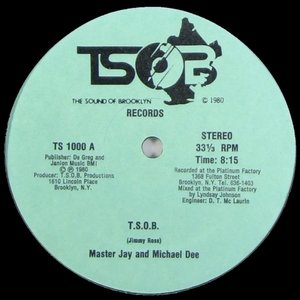 TSOB
THE SOUND OF BROOKLYN
© 1980
RECORDS
TS 1000 A
Publisher: De Greg and
Janion Music BMI
© ℗ 1980
Producer: T.S.O.B. Productions
1610 Lincoln Place
Brooklyn, N.Y.
STEREO
33⅓ RPM
Time: 8:15
Recorded at the Platinum Factory
1368 Fulton Street
Brooklyn, N.Y. Tel. 636-1403
Mixed at the Platinum Factory by
Lyndsay Johnson
Engineer: D. T. Mc Laurin
T.S.O.B.
(Jimmy Rose)
Master Jay and Michael Dee